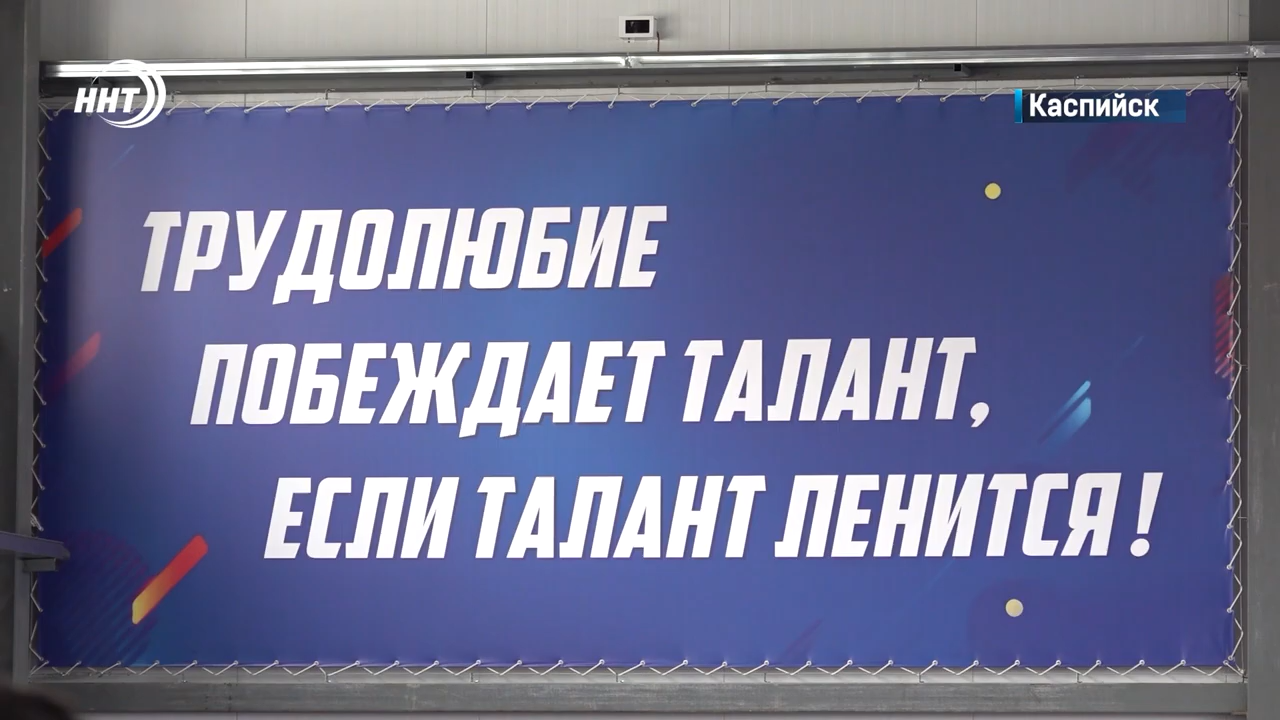 ННТ
Каспийск
ТРУДОЛЮБИЕ
ПОБЕЖДАЕТ ТАЛАНТ,
ЕСЛИ ТАЛАНТ ЛЕНИТСЯ!